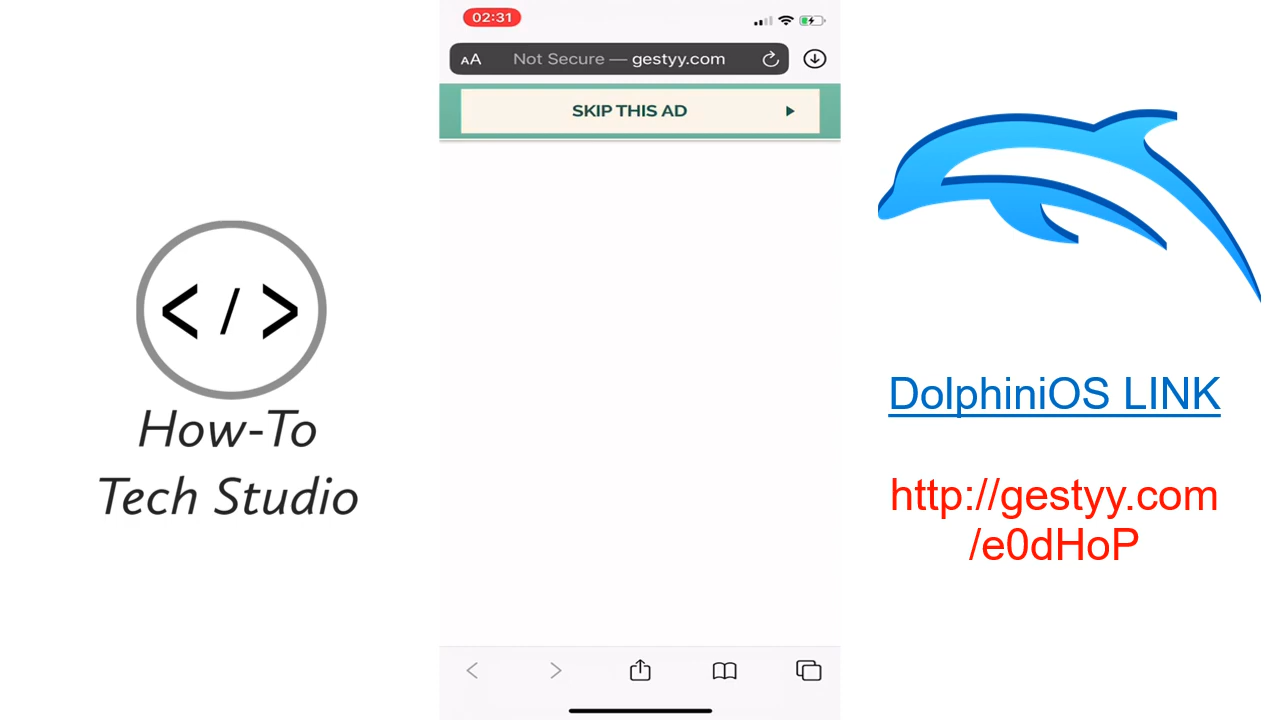 02:31
AA Not Secure — gestyy.com
SKIP THIS AD
< / >
How-To
Tech Studio
DolphiniOS LINK
http://gestyy.com
/e0dHoP